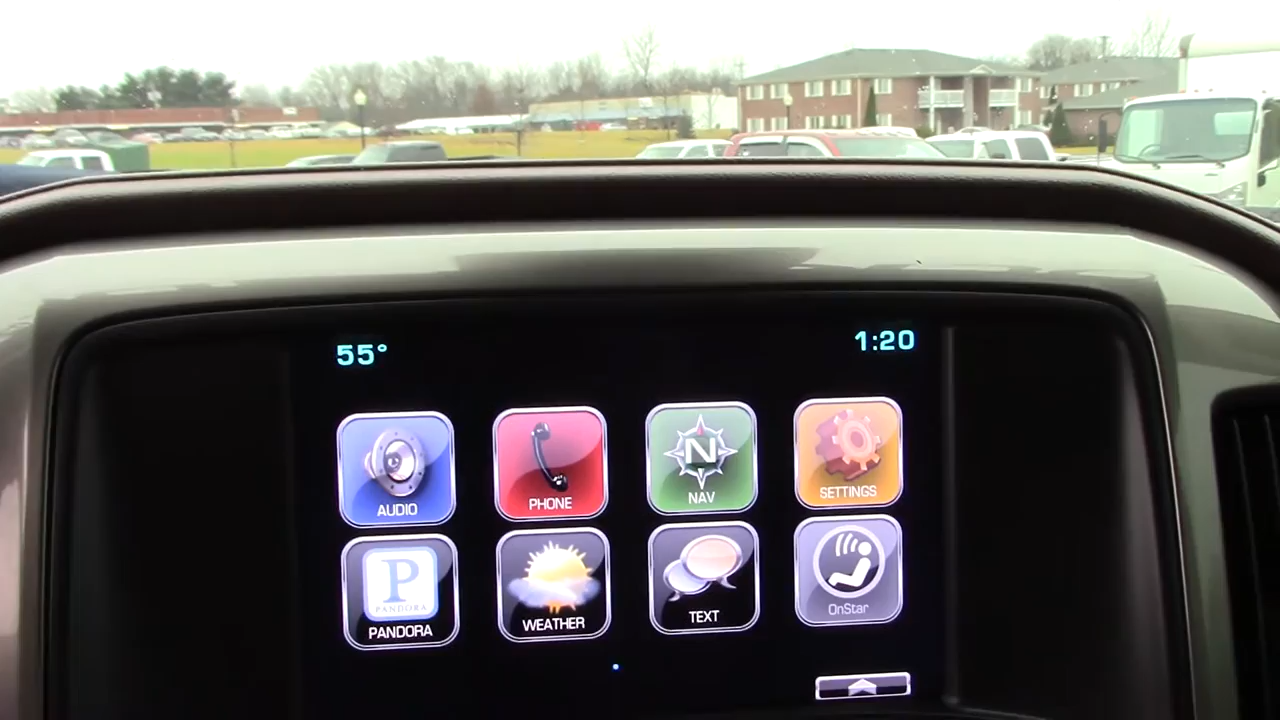 55°
1:20
AUDIO
PHONE
N
NAV
SETTINGS
P
PANDORA
PANDORA
WEATHER
TEXT
OnStar